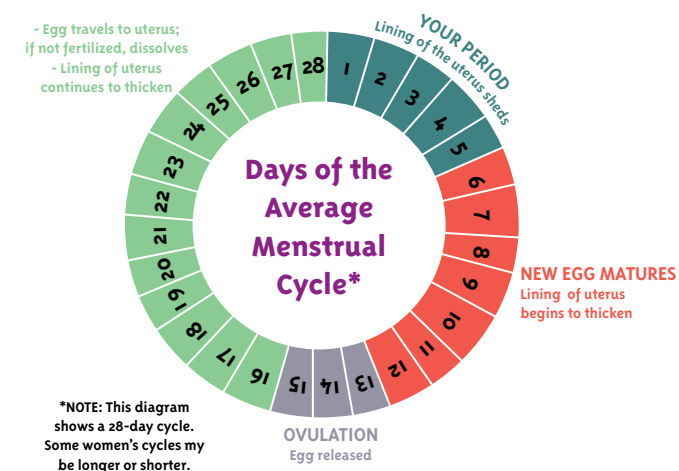 - Egg travels to uterus;
if not fertilized, dissolves
- Lining of uterus
continues to thicken
YOUR PERIOD
Lining of the uterus sheds
1
2
3
4
5
6
7
8
9
10
11
12
13
14
15
16
17
18
19
20
21
22
23
24
25
26
27
28
Days of the
Average
Menstrual
Cycle*
NEW EGG MATURES
Lining of uterus
begins to thicken
OVULATION
Egg released
*NOTE: This diagram
shows a 28-day cycle.
Some women's cycles my
be longer or shorter.